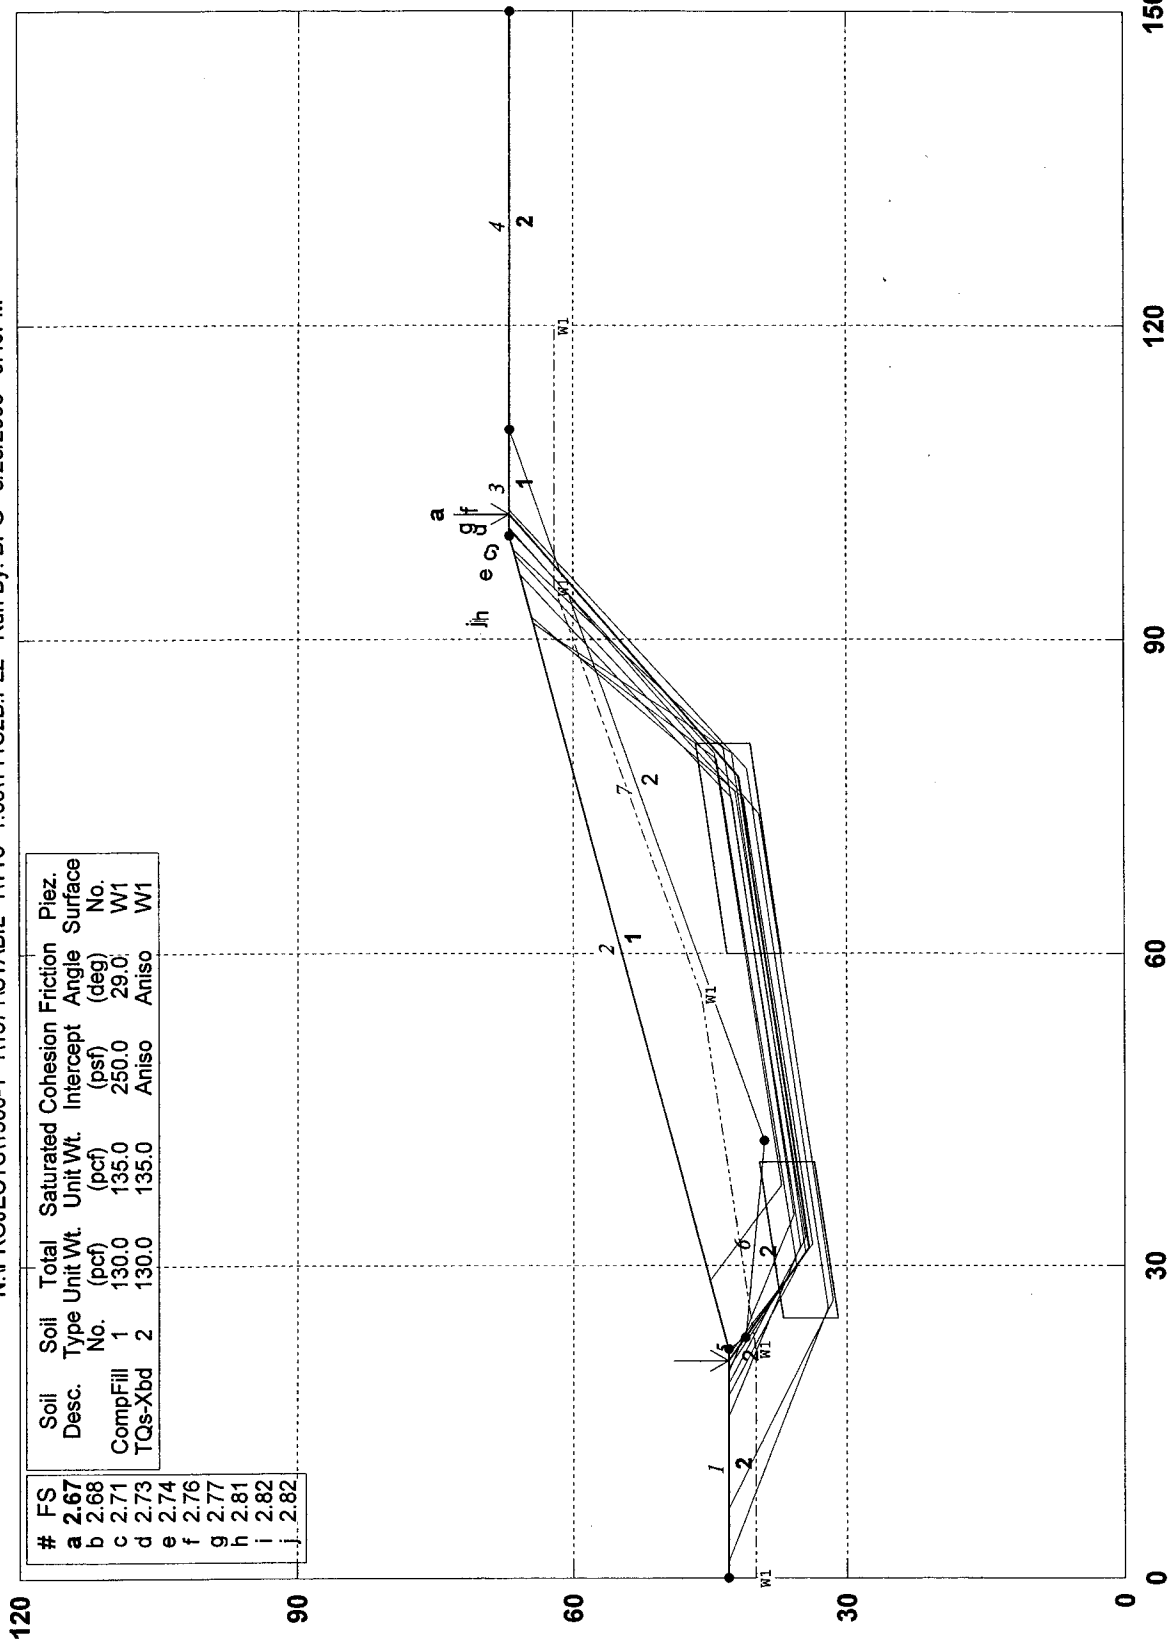 # FS
a 2.67
b 2.68
c 2.71
d 2.73
e 2.74
f 2.76
g 2.77
h 2.81
i 2.82
j 2.82
Soil Soil Total Saturated Cohesion Friction Piez.
Desc. Type Unit Wt. Unit Wt. Intercept Angle Surface
No. (pcf) (pcf) (psf) (deg) No.
CompFill 1 130.0 135.0 250.0 29.0 W1
TQs-Xbd 2 130.0 135.0 Aniso Aniso W1
120
90
60
30
0
0
30
60
90
120
a
g f
d
c
e
h
1
2
2
1
3
1
4
2
5
2
6
2
7
2
W1
W1
W1
W1
W1